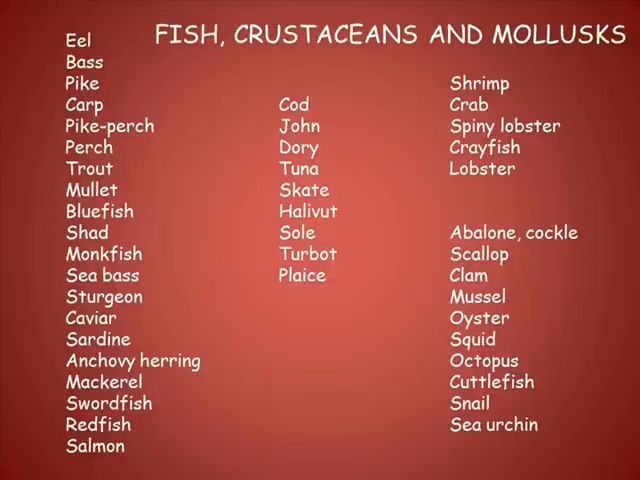 FISH, CRUSTACEANS AND MOLLUSKS
Eel
Bass
Pike
Carp
Pike-perch
Perch
Trout
Mullet
Bluefish
Shad
Monkfish
Sea bass
Sturgeon
Caviar
Sardine
Anchovy herring
Mackerel
Swordfish
Redfish
Salmon
Cod
John
Dory
Tuna
Skate
Halivut
Sole
Turbot
Plaice
Shrimp
Crab
Spiny lobster
Crayfish
Lobster
Abalone, cockle
Scallop
Clam
Mussel
Oyster
Squid
Octopus
Cuttlefish
Snail
Sea urchin